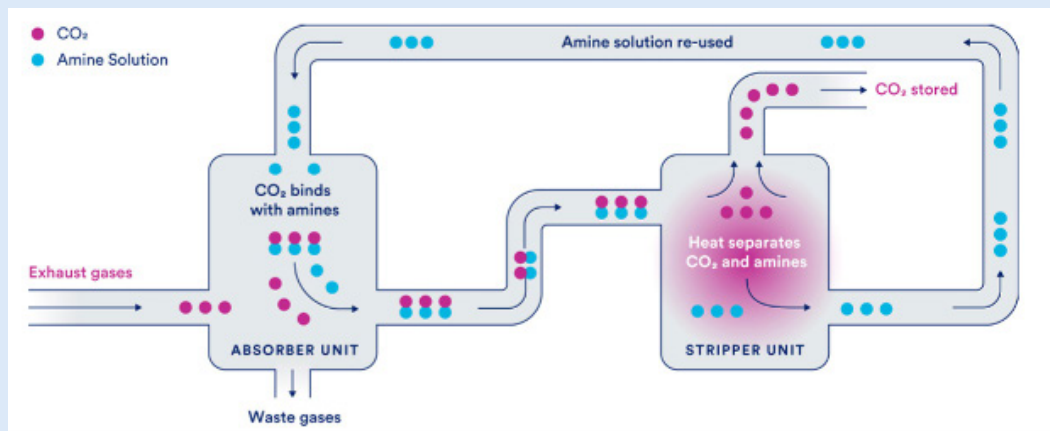 CO₂
Amine Solution
Amine solution re-used
CO₂ stored
CO₂ binds
with amines
Heat separates
CO₂ and amines
Exhaust gases
ABSORBER UNIT
STRIPPER UNIT
Waste gases